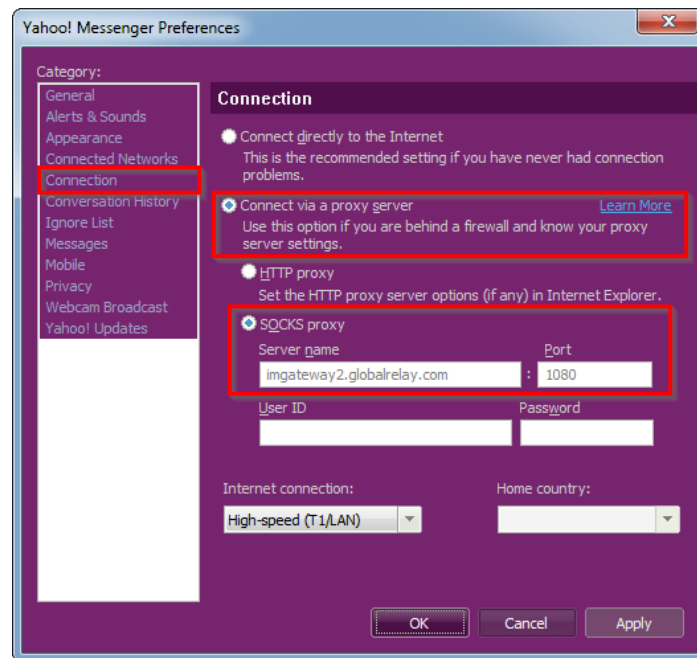 Yahoo! Messenger Preferences
Category:
General
Alerts & Sounds
Appearance
Connected Networks
Connection
Conversation History
Ignore List
Messages
Mobile
Privacy
Webcam Broadcast
Yahoo! Updates
Connection
Connect directly to the Internet
This is the recommended setting if you have never had connection
problems.
Connect via a proxy server Learn More
Use this option if you are behind a firewall and know your proxy
server settings.
HTTP proxy
Set the HTTP proxy server options (if any) in Internet Explorer.
SOCKS proxy
Server name Port
imgateway2.globalrelay.com : 1080
User ID Password
Internet connection: Home country:
High-speed (T1/LAN)
OK Cancel Apply